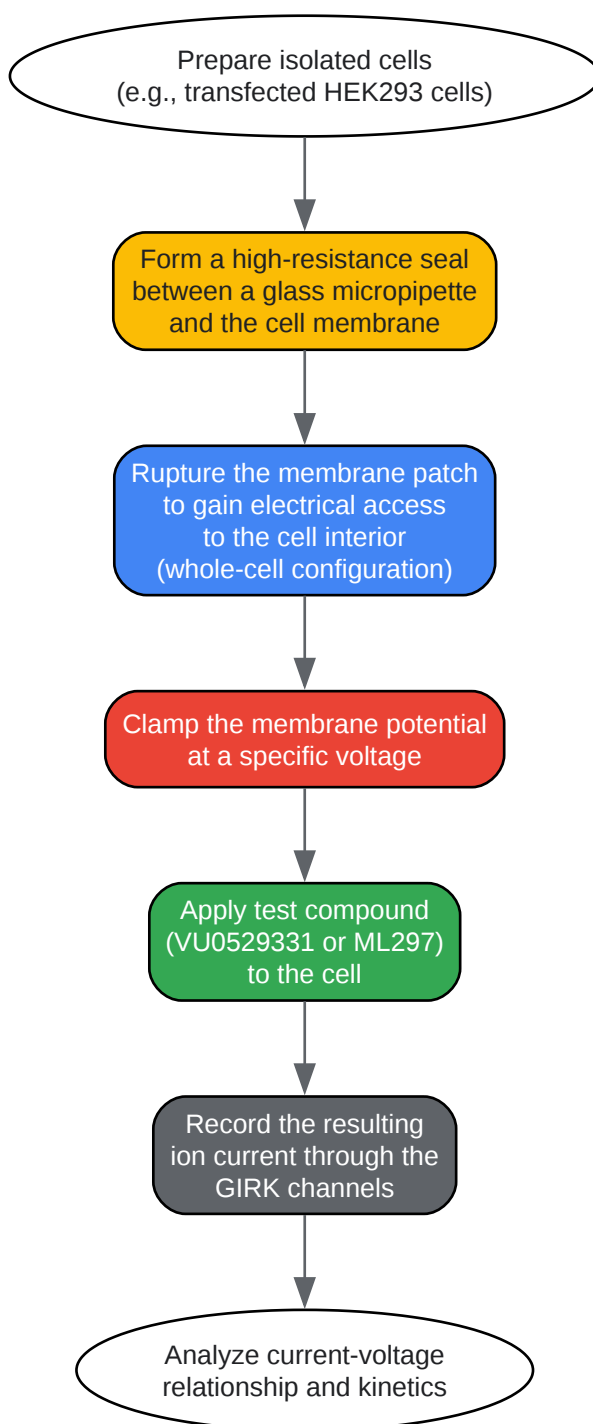 Prepare isolated cells
(e.g., transfected HEK293 cells)
Form a high-resistance seal
between a glass micropipette
and the cell membrane
Rupture the membrane patch
to gain electrical access
to the cell interior
(whole-cell configuration)
Clamp the membrane potential
at a specific voltage
Apply test compound
(VU0529331 or ML297)
to the cell
Record the resulting
ion current through the
GIRK channels
Analyze current-voltage
relationship and kinetics